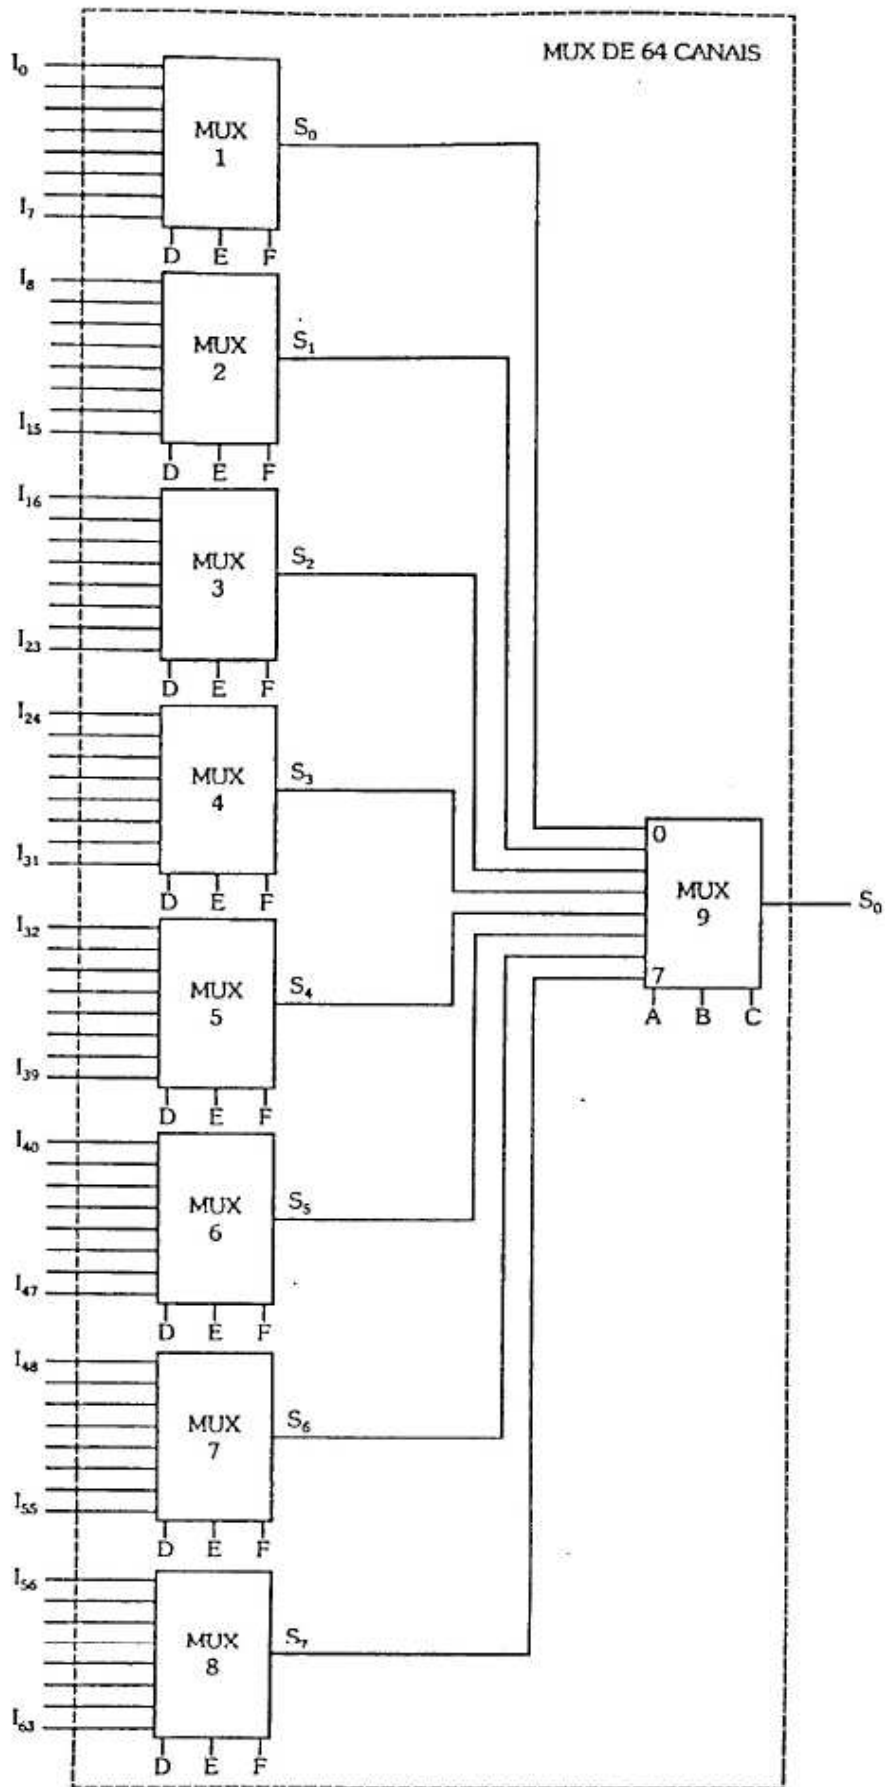 MUX DE 64 CANAIS
I₀
MUX
1
S₀
I₇
D E F
I₈
MUX
2
S₁
I₁₅
D E F
I₁₆
MUX
3
S₂
I₂₃
D E F
I₂₄
MUX
4
S₃
I₃₁
D E F
I₃₂
MUX
5
S₄
I₃₉
D E F
I₄₀
MUX
6
S₅
I₄₇
D E F
I₄₈
MUX
7
S₆
I₅₅
D E F
I₅₆
MUX
8
S₇
I₆₃
D E F
0
MUX
9
7
A B C
S₀